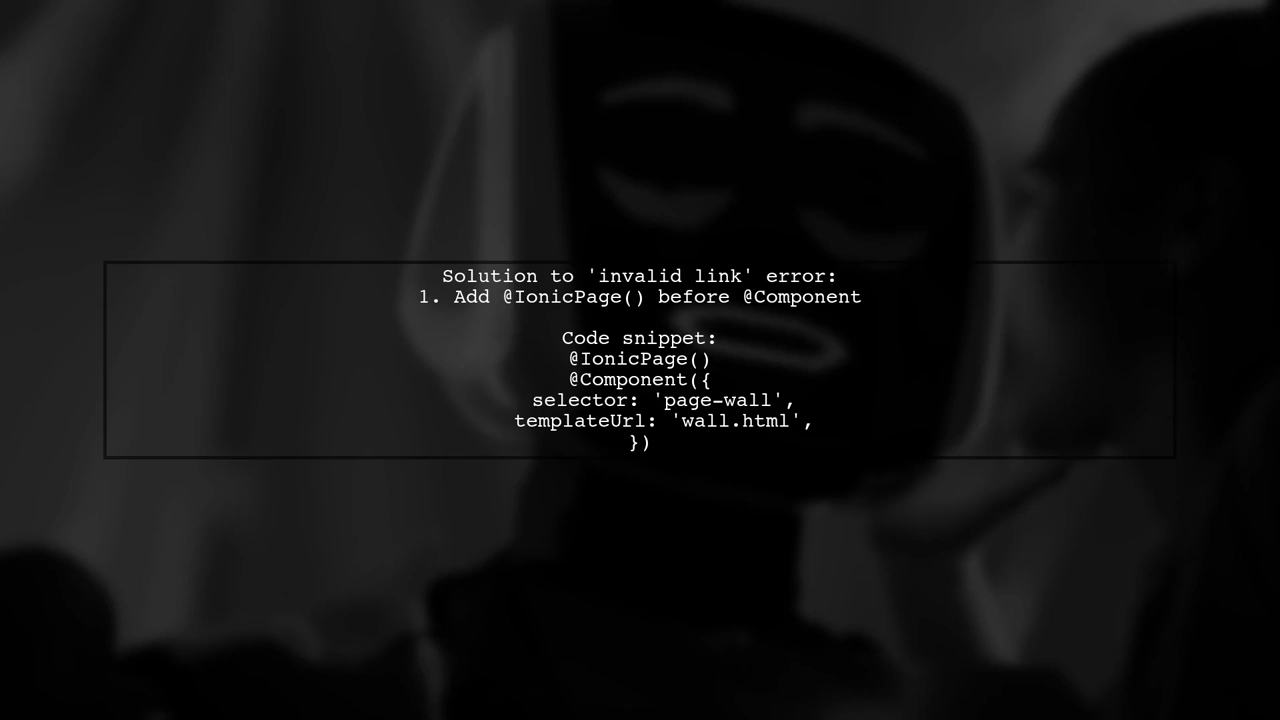 Solution to 'invalid link' error:
1. Add @IonicPage() before @Component
Code snippet:
@IonicPage()
@Component({
selector: 'page-wall',
templateUrl: 'wall.html',
})